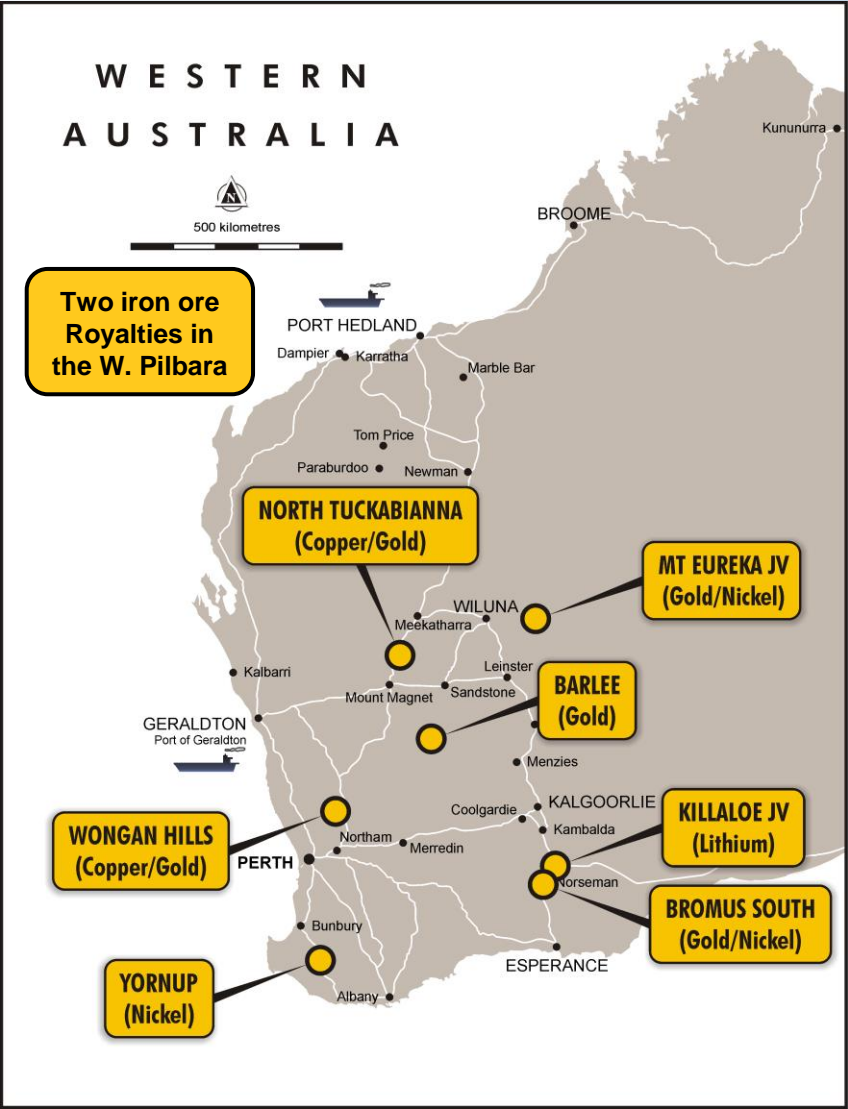 WESTERN
AUSTRALIA
N
500 kilometres
Two iron ore
Royalties in
the W. Pilbara
Kununurra
BROOME
PORT HEDLAND
Dampier
Karratha
Marble Bar
Tom Price
Paraburdoo
Newman
NORTH TUCKABIANNA
(Copper/Gold)
MT EUREKA JV
(Gold/Nickel)
WILUNA
Meekatharra
Kalbarri
Leinster
Mount Magnet
Sandstone
BARLEE
(Gold)
GERALDTON
Port of Geraldton
Menzies
Coolgardie
KALGOORLIE
Kambalda
KILLALOE JV
(Lithium)
WONGAN HILLS
(Copper/Gold)
Northam
Merredin
PERTH
Norseman
BROMUS SOUTH
(Gold/Nickel)
Bunbury
ESPERANCE
YORNUP
(Nickel)
Albany